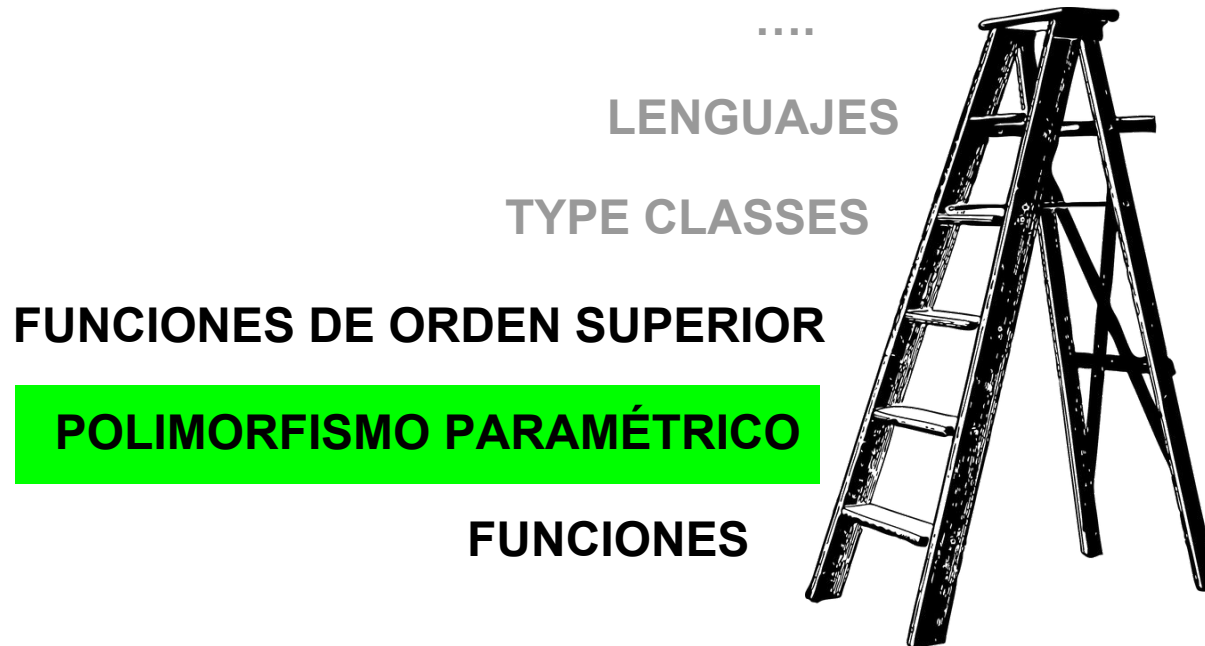 ....
LENGUAJES
TYPE CLASSES
FUNCIONES DE ORDEN SUPERIOR
POLIMORFISMO PARAMÉTRICO
FUNCIONES